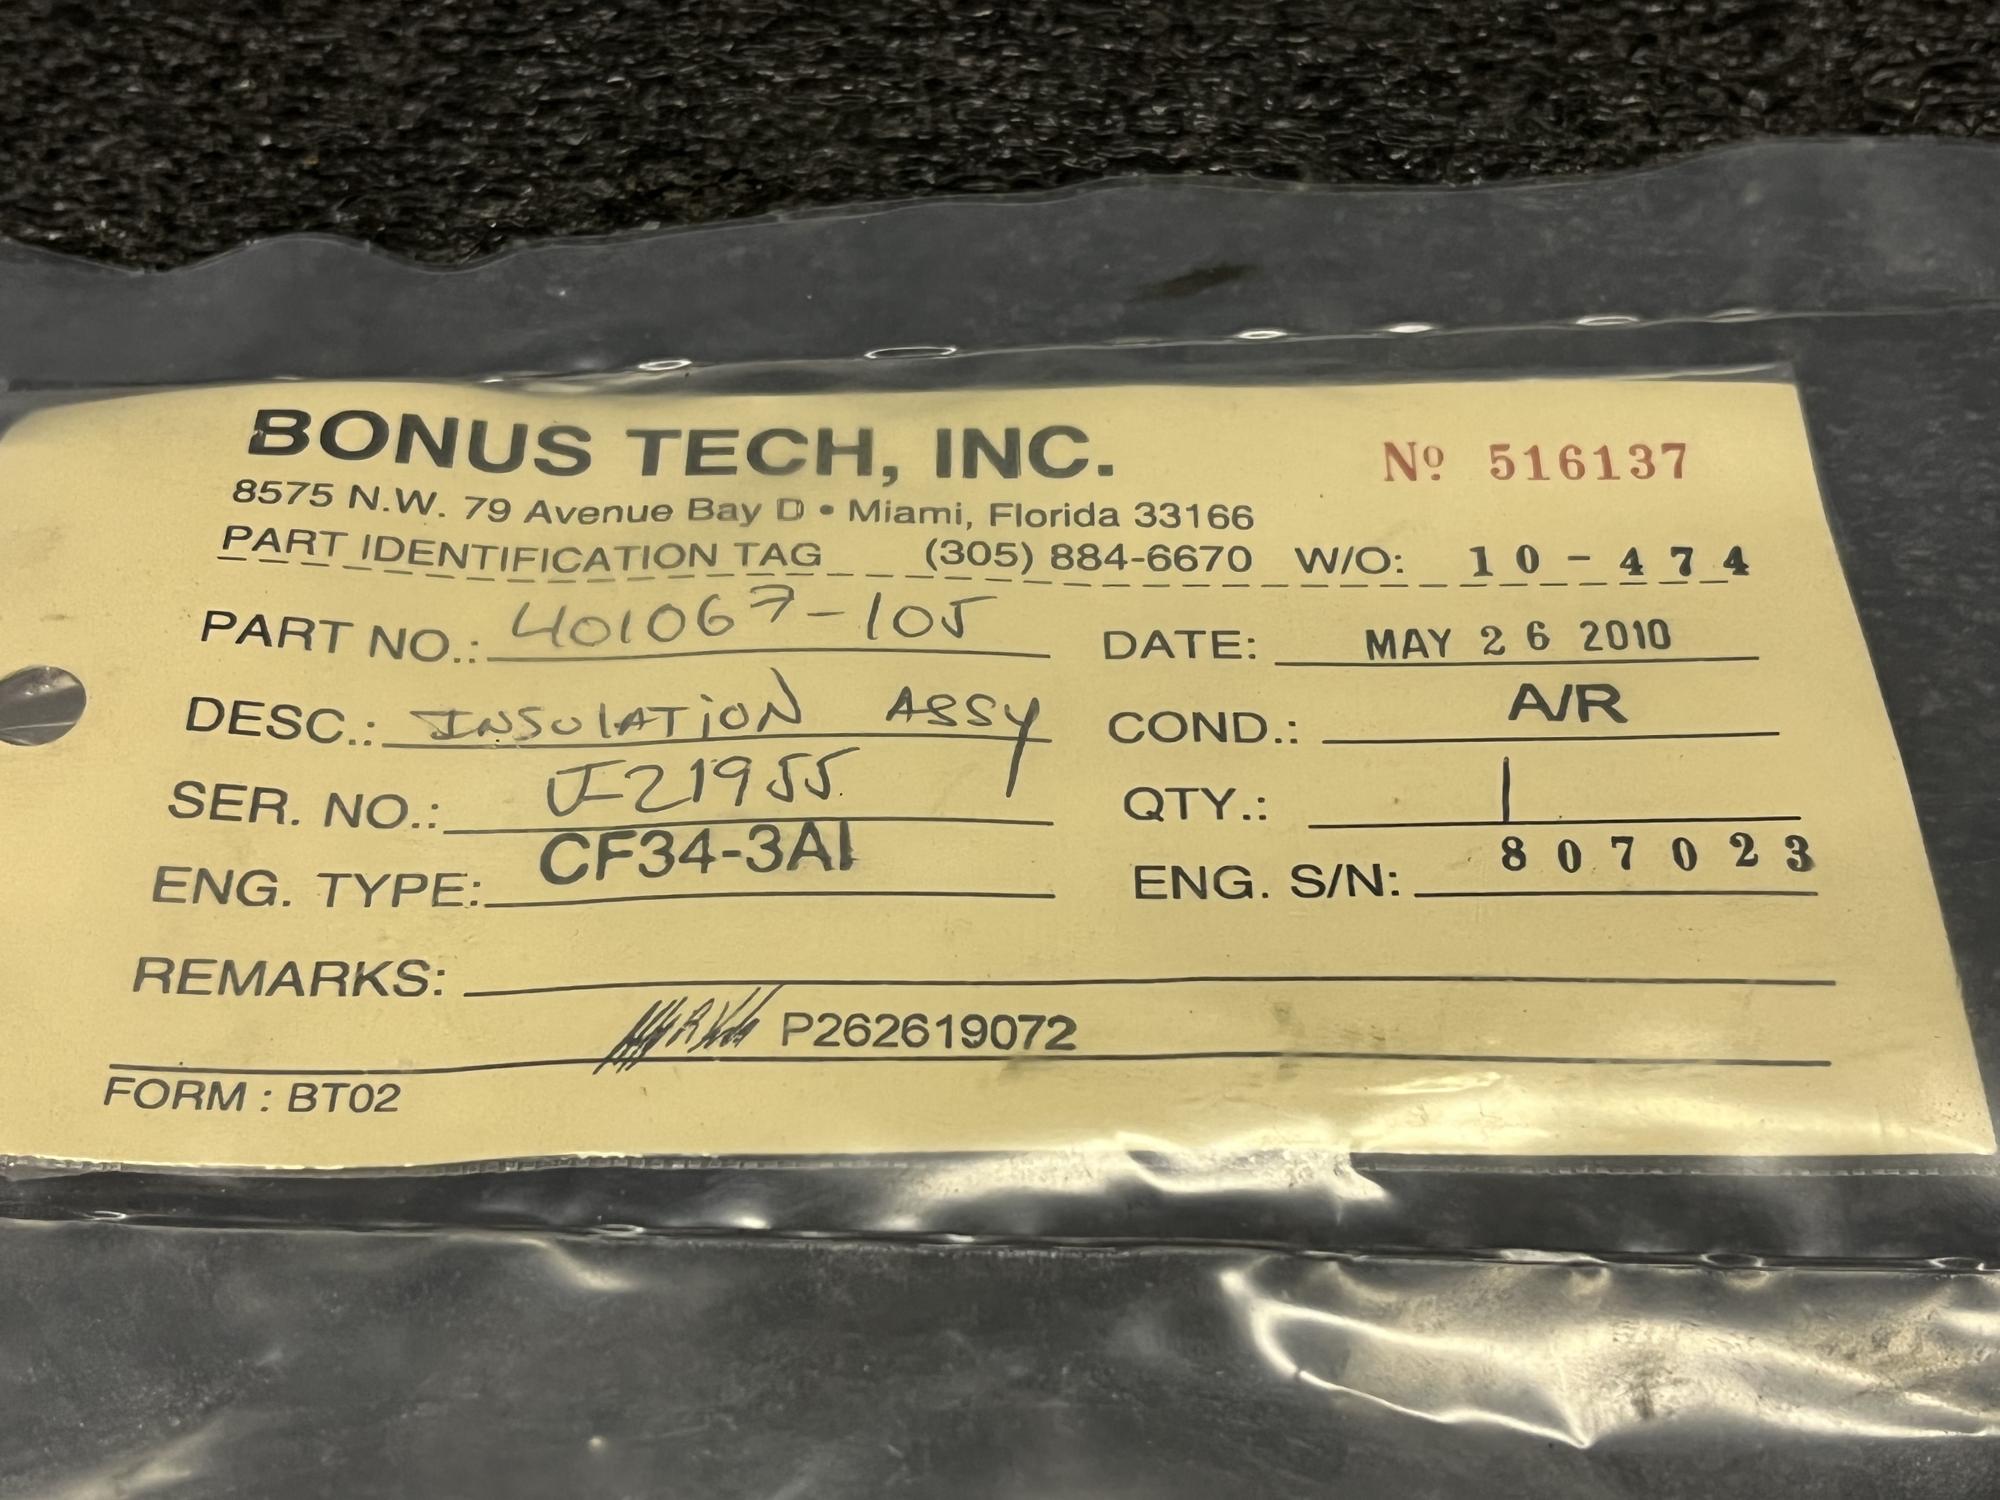 BONUS TECH, INC. Nº 516137
8575 N.W. 79 Avenue Bay D • Miami, Florida 33166
PART IDENTIFICATION TAG (305) 884-6670 W/O: 10-474
PART NO.: 401067-105 DATE: MAY 26 2010
DESC.: INSULATION ASSY COND.: A/R
SER. NO.: J-21955 QTY.: 1
ENG. TYPE: CF34-3A1 ENG. S/N: 807023
REMARKS:
P262619072
FORM : BT02